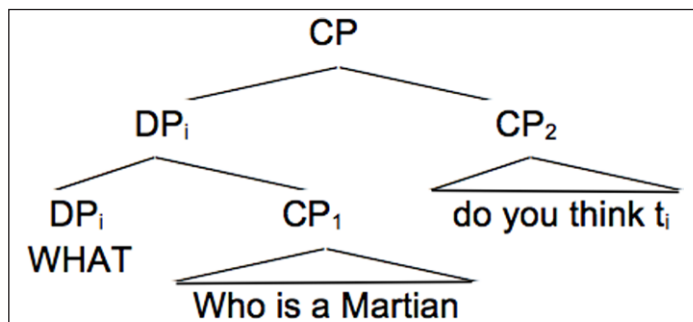 CP
DPᵢ CP₂
DPᵢ CP₁ do you think tᵢ
WHAT
Who is a Martian